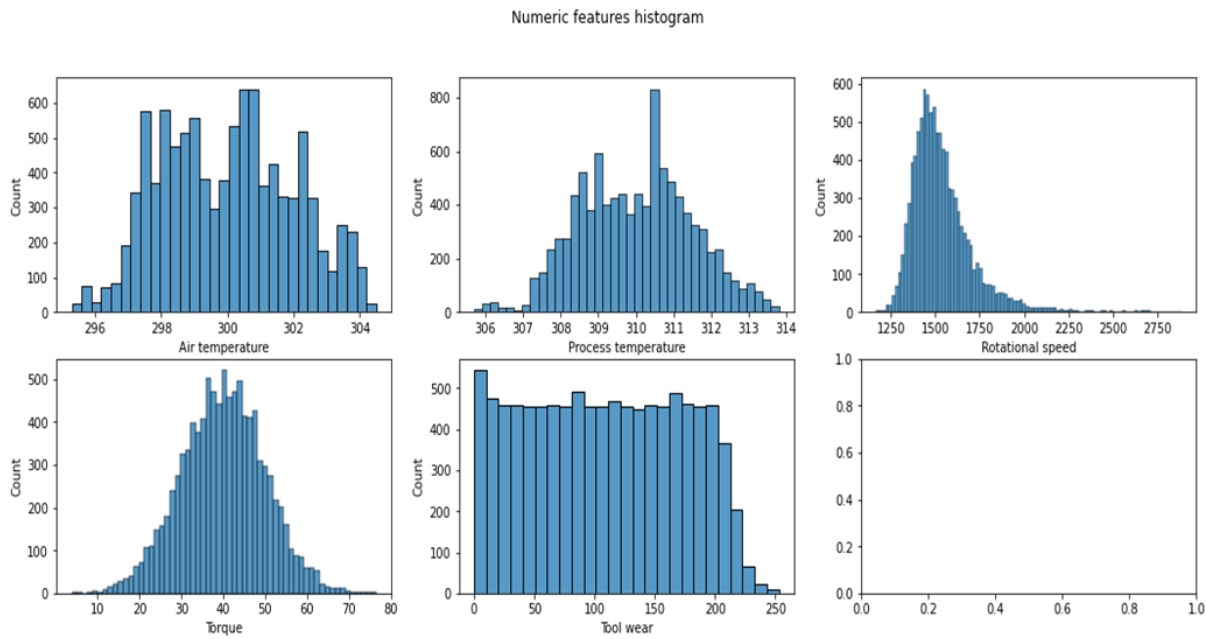 Numeric features histogram
600
500
400
300
200
100
0
Count
296 298 300 302 304
Air temperature
800
600
400
200
0
Count
306 307 308 309 310 311 312 313 314
Process temperature
600
500
400
300
200
100
0
Count
1250 1500 1750 2000 2250 2500 2750
Rotational speed
500
400
300
200
100
0
Count
10 20 30 40 50 60 70 80
Torque
500
400
300
200
100
0
Count
0 50 100 150 200 250
Tool wear
1.0
0.8
0.6
0.4
0.2
0.0
0.0 0.2 0.4 0.6 0.8 1.0